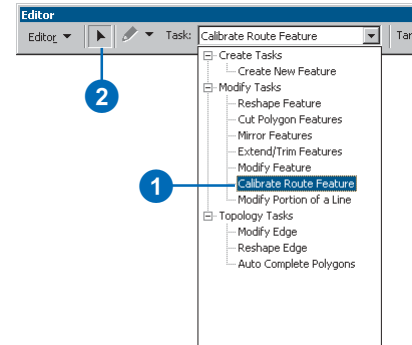 Editor
Editor Task: Calibrate Route Feature Tar
Create Tasks
2
Create New Feature
Modify Tasks
Reshape Feature
Cut Polygon Features
Mirror Features
Extend/Trim Features
Modify Feature
1 Calibrate Route Feature
Modify Portion of a Line
Topology Tasks
Modify Edge
Reshape Edge
Auto Complete Polygons